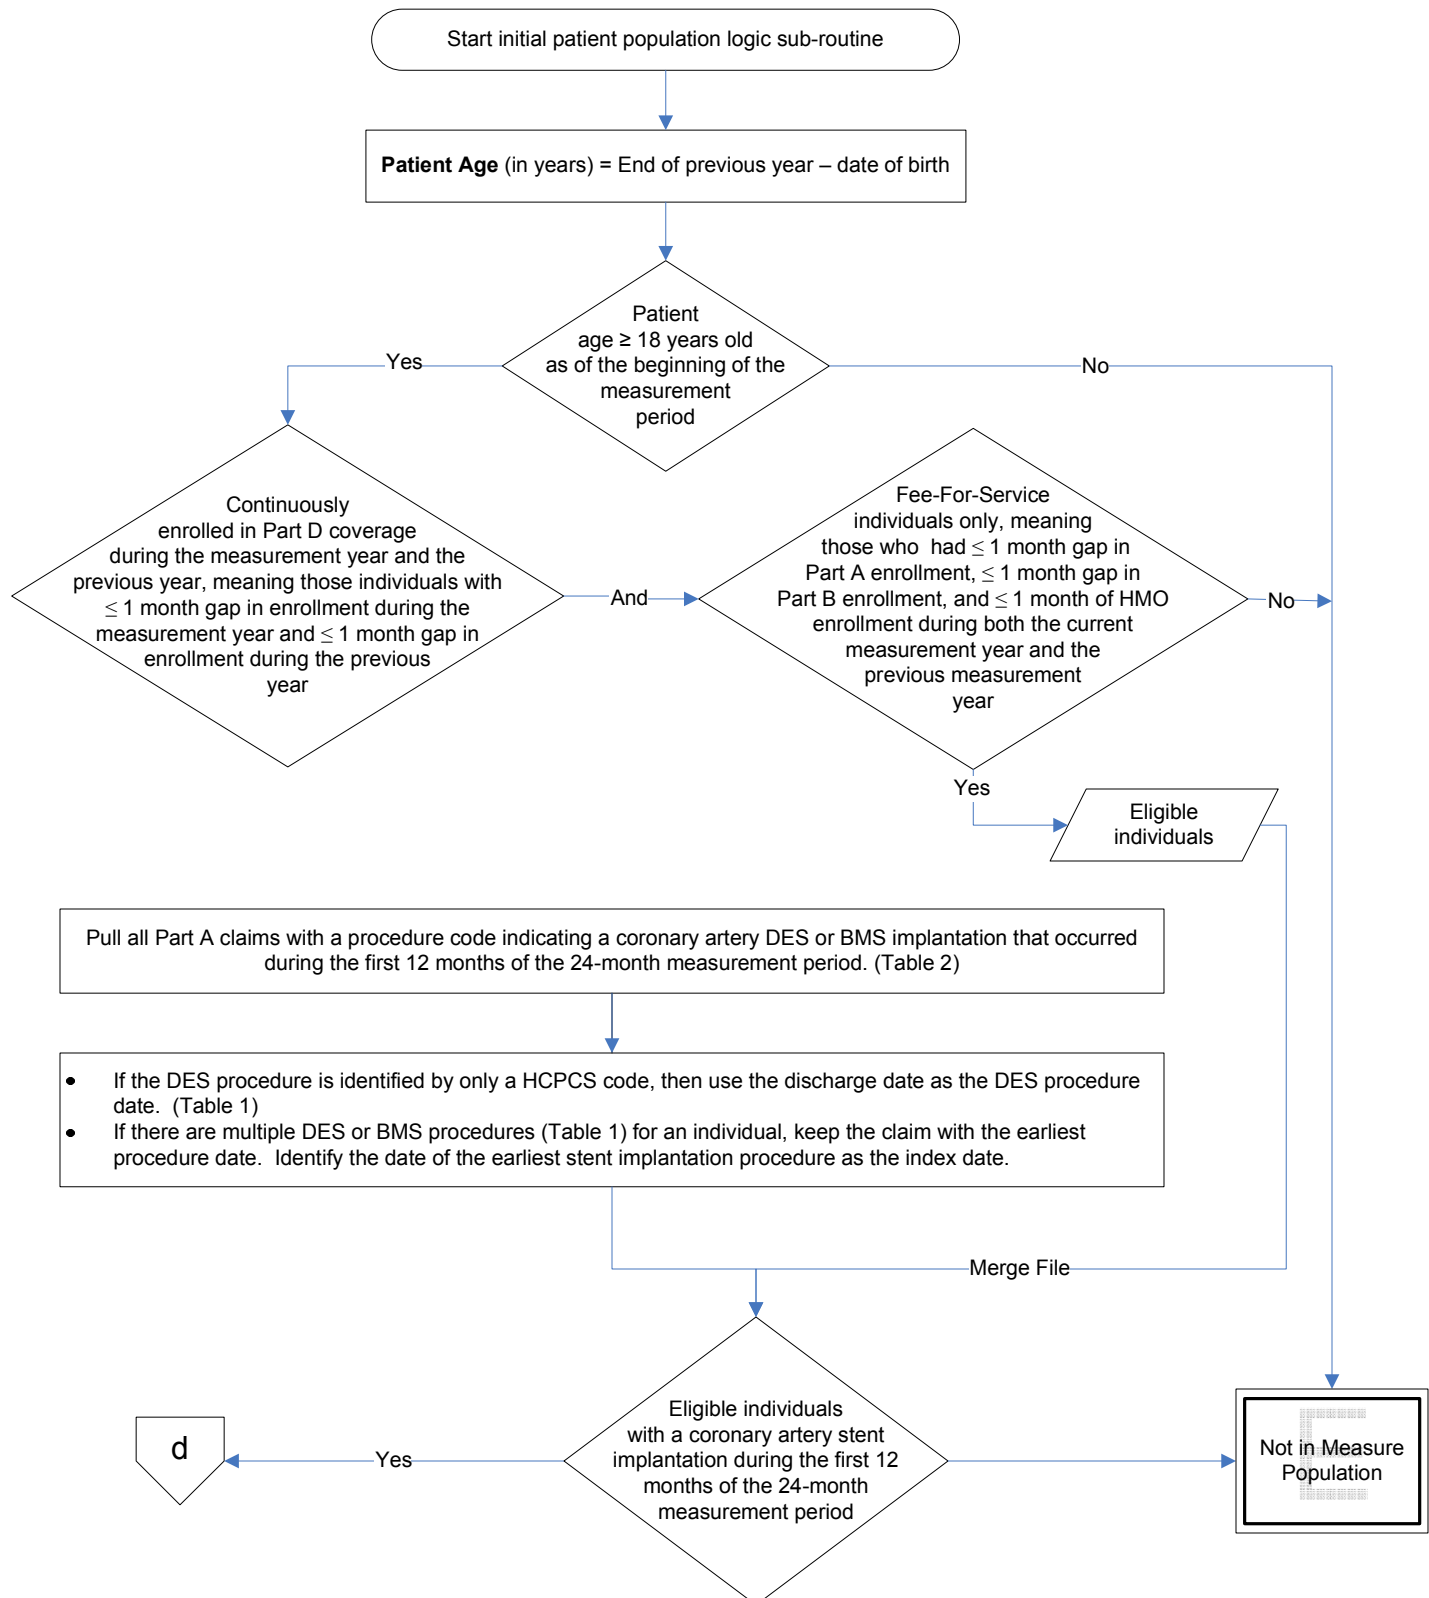 Start initial patient population logic sub-routine
Patient Age (in years) = End of previous year – date of birth
Patient
age ≥ 18 years old
as of the beginning of the
measurement
period
Yes
No
Continuously
enrolled in Part D coverage
during the measurement year and the
previous year, meaning those individuals with
≤ 1 month gap in enrollment during the
measurement year and ≤ 1 month gap in
enrollment during the previous
year
And
Fee-For-Service
individuals only, meaning
those who  had ≤ 1 month gap in
Part A enrollment, ≤ 1 month gap in
Part B enrollment, and ≤ 1 month of HMO
enrollment during both the current
measurement year and the
previous measurement
year
No
Yes
Eligible
individuals
Pull all Part A claims with a procedure code indicating a coronary artery DES or BMS implantation that occurred
during the first 12 months of the 24-month measurement period. (Table 2)
• If the DES procedure is identified by only a HCPCS code, then use the discharge date as the DES procedure
date.  (Table 1)
• If there are multiple DES or BMS procedures (Table 1) for an individual, keep the claim with the earliest
procedure date.  Identify the date of the earliest stent implantation procedure as the index date.
Merge File
Eligible individuals
with a coronary artery stent
implantation during the first 12
months of the 24-month
measurement period
Yes
d
E
Not in Measure
Population